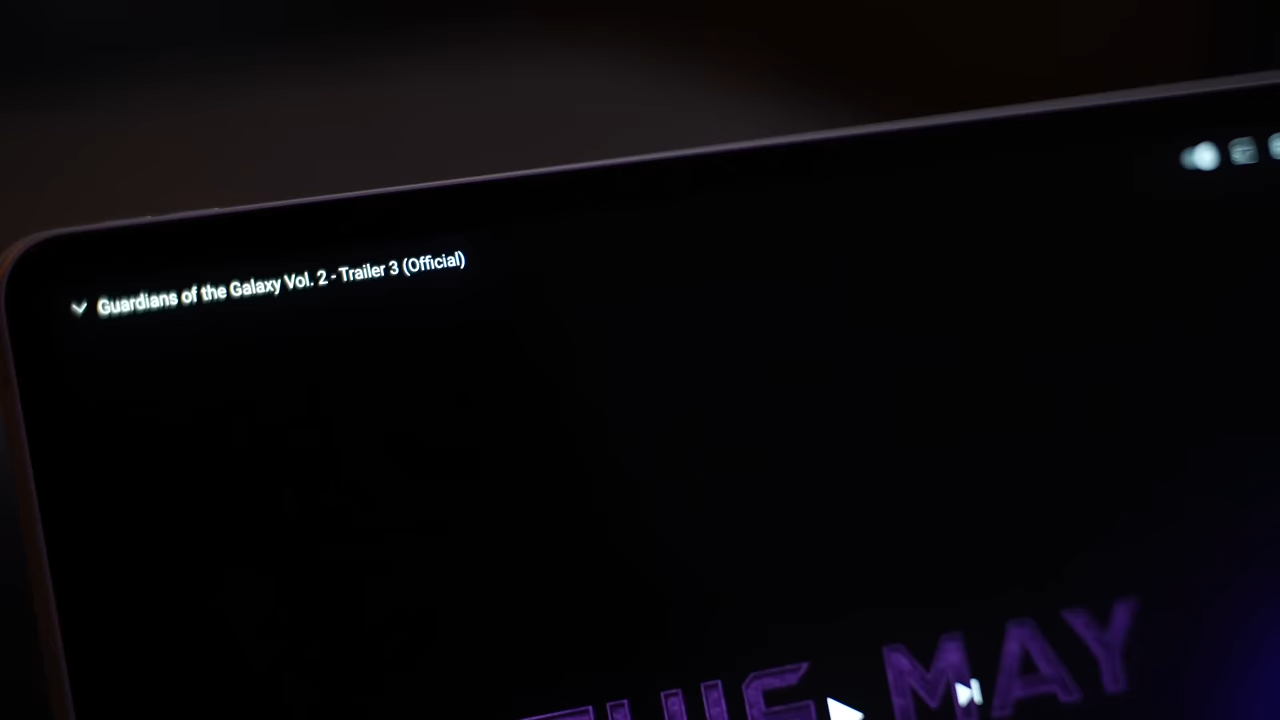 Guardians of the Galaxy Vol. 2 - Trailer 3 (Official)
THIS MAY